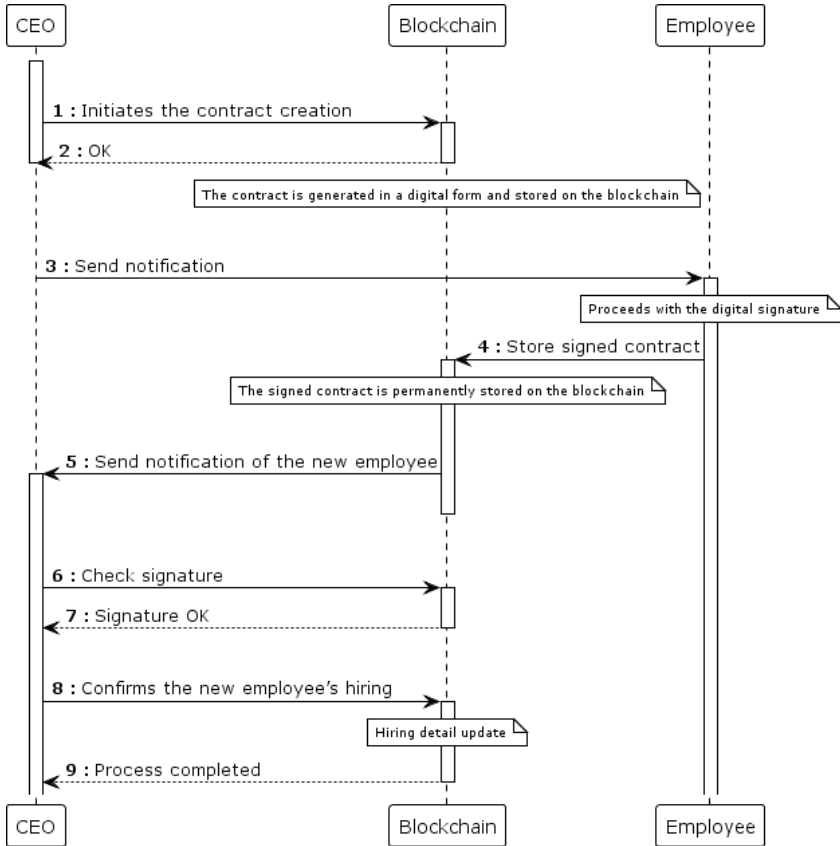 CEO
Blockchain
Employee
1 : Initiates the contract creation
2 : OK
The contract is generated in a digital form and stored on the blockchain
3 : Send notification
Proceeds with the digital signature
4 : Store signed contract
The signed contract is permanently stored on the blockchain
5 : Send notification of the new employee
6 : Check signature
7 : Signature OK
8 : Confirms the new employee’s hiring
Hiring detail update
9 : Process completed
CEO
Blockchain
Employee